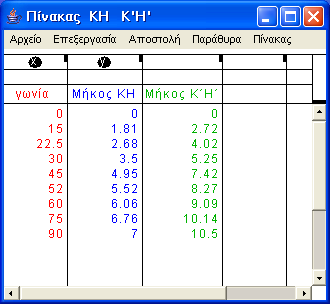 Πίνακας ΚΗ Κ'Η'
Αρχείο Επεξεργασία Αποστολή Παράθυρα Πίνακας
x y
γωνία Μήκος ΚΗ Μήκος Κ΄Η΄
0 0 0
15 1.81 2.72
22.5 2.68 4.02
30 3.5 5.25
45 4.95 7.42
52 5.52 8.27
60 6.06 9.09
75 6.76 10.14
90 7 10.5